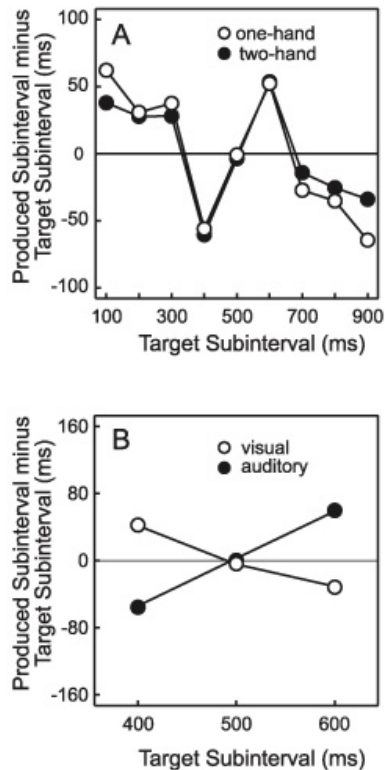 A
one-hand
two-hand
Produced Subinterval minus
Target Subinterval (ms)
100
50
0
-50
-100
100 300 500 700 900
Target Subinterval (ms)
B
visual
auditory
Produced Subinterval minus
Target Subinterval (ms)
160
80
0
-80
-160
400 500 600
Target Subinterval (ms)